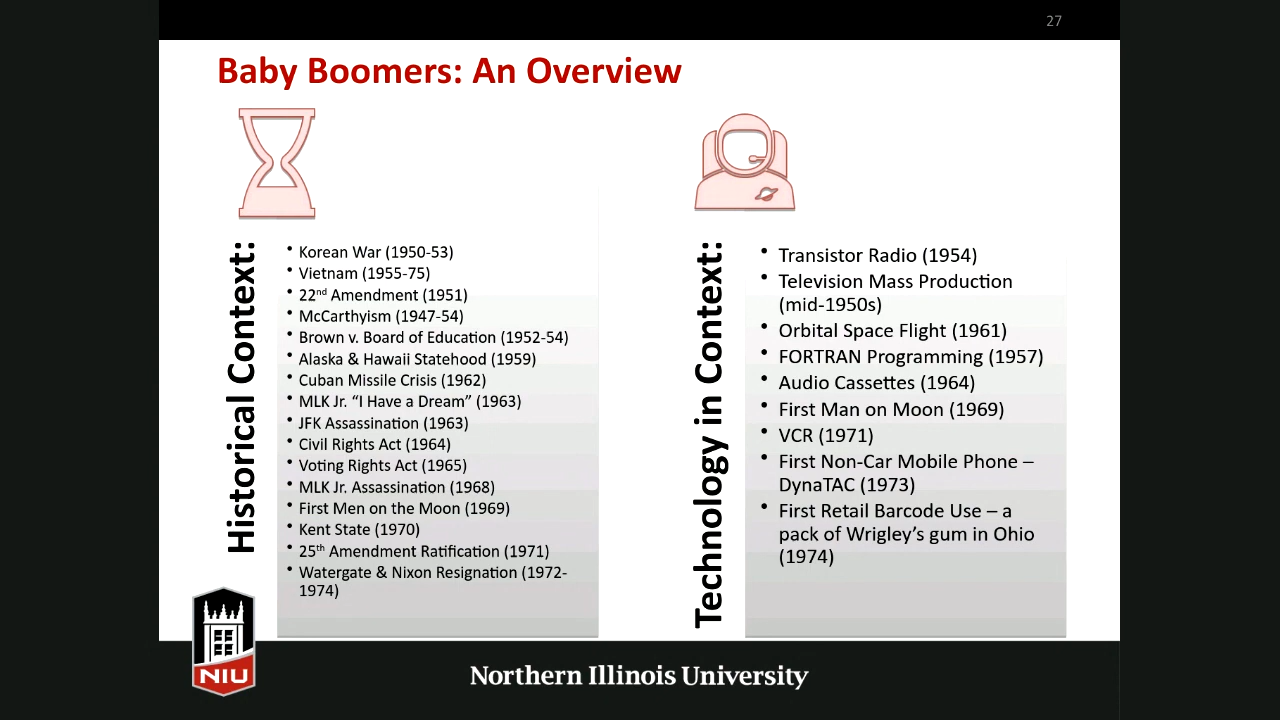 27
Baby Boomers: An Overview
Historical Context:
• Korean War (1950-53)
• Vietnam (1955-75)
• 22nd Amendment (1951)
• McCarthyism (1947-54)
• Brown v. Board of Education (1952-54)
• Alaska & Hawaii Statehood (1959)
• Cuban Missile Crisis (1962)
• MLK Jr. “I Have a Dream” (1963)
• JFK Assassination (1963)
• Civil Rights Act (1964)
• Voting Rights Act (1965)
• MLK Jr. Assassination (1968)
• First Men on the Moon (1969)
• Kent State (1970)
• 25th Amendment Ratification (1971)
• Watergate & Nixon Resignation (1972-
1974)
Technology in Context:
• Transistor Radio (1954)
• Television Mass Production
(mid-1950s)
• Orbital Space Flight (1961)
• FORTRAN Programming (1957)
• Audio Cassettes (1964)
• First Man on Moon (1969)
• VCR (1971)
• First Non-Car Mobile Phone –
DynaTAC (1973)
• First Retail Barcode Use – a
pack of Wrigley’s gum in Ohio
(1974)
NIU
Northern Illinois University